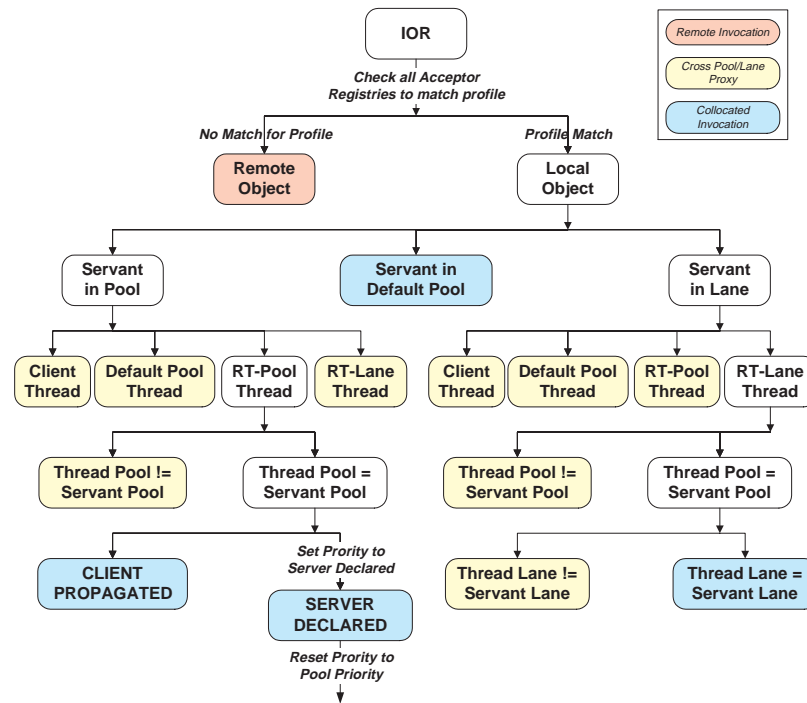 IOR
Check all Acceptor
Registries to match profile
Remote Invocation
Cross Pool/Lane
Proxy
Collocated
Invocation
No Match for Profile
Profile Match
Remote
Object
Local
Object
Servant
in Pool
Servant in
Default Pool
Servant
in Lane
Client
Thread
Default Pool
Thread
RT-Pool
Thread
RT-Lane
Thread
Client
Thread
Default Pool
Thread
RT-Pool
Thread
RT-Lane
Thread
Thread Pool !=
Servant Pool
Thread Pool =
Servant Pool
Thread Pool !=
Servant Pool
Thread Pool =
Servant Pool
CLIENT
PROPAGATED
Set Prority to
Server Declared
SERVER
DECLARED
Reset Prority to
Pool Priority
Thread Lane !=
Servant Lane
Thread Lane =
Servant Lane